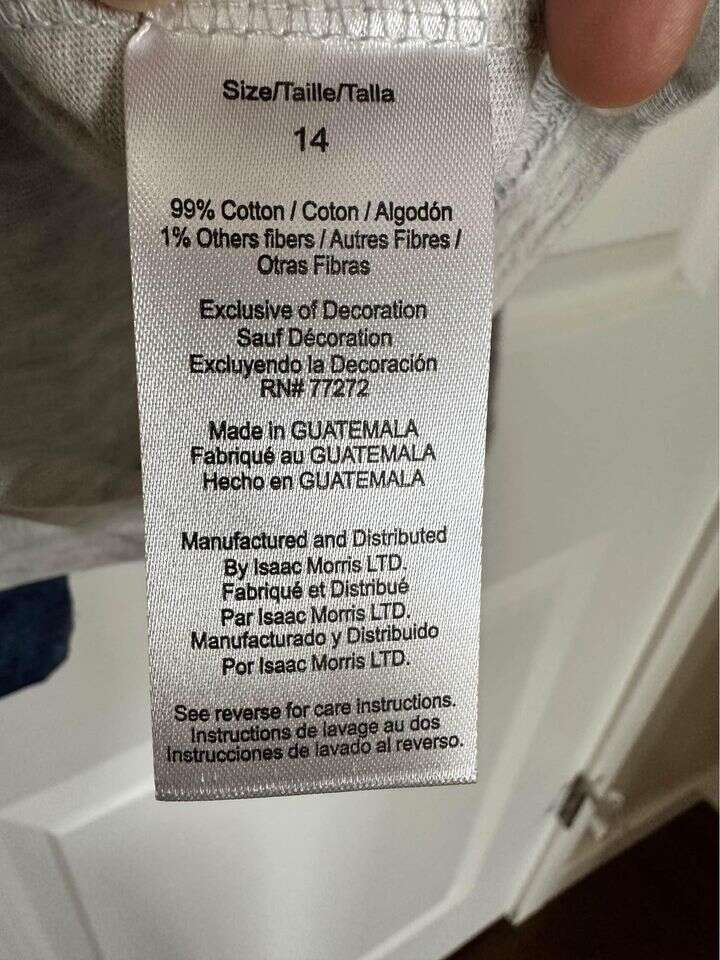 Size/Taille/Talla
14
99% Cotton / Coton / Algodón
1% Others fibers / Autres Fibres /
Otras Fibras
Exclusive of Decoration
Sauf Décoration
Excluyendo la Decoración
RN# 77272
Made in GUATEMALA
Fabriqué au GUATEMALA
Hecho en GUATEMALA
Manufactured and Distributed
By Isaac Morris LTD.
Fabriqué et Distribué
Par Isaac Morris LTD.
Manufacturado y Distribuido
Por Isaac Morris LTD.
See reverse for care instructions.
Instructions de lavage au dos
Instrucciones de lavado al reverso.